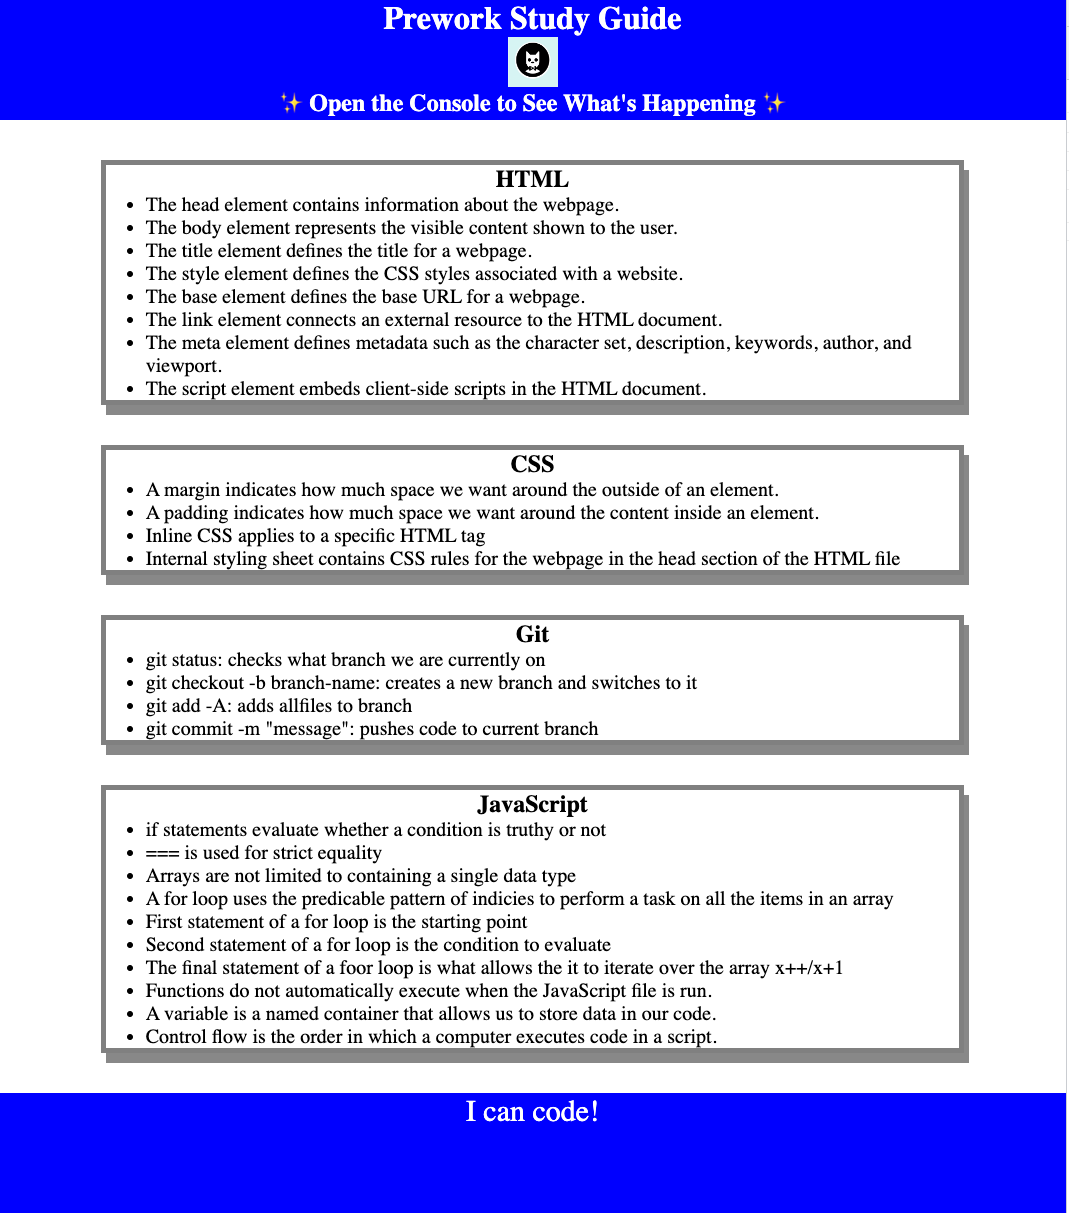 Prework Study Guide
✨ Open the Console to See What's Happening ✨
HTML
• The head element contains information about the webpage.
• The body element represents the visible content shown to the user.
• The title element defines the title for a webpage.
• The style element defines the CSS styles associated with a website.
• The base element defines the base URL for a webpage.
• The link element connects an external resource to the HTML document.
• The meta element defines metadata such as the character set, description, keywords, author, and
viewport.
• The script element embeds client-side scripts in the HTML document.
CSS
• A margin indicates how much space we want around the outside of an element.
• A padding indicates how much space we want around the content inside an element.
• Inline CSS applies to a specific HTML tag
• Internal styling sheet contains CSS rules for the webpage in the head section of the HTML file
Git
• git status: checks what branch we are currently on
• git checkout -b branch-name: creates a new branch and switches to it
• git add -A: adds allfiles to branch
• git commit -m "message": pushes code to current branch
JavaScript
• if statements evaluate whether a condition is truthy or not
• === is used for strict equality
• Arrays are not limited to containing a single data type
• A for loop uses the predicable pattern of indicies to perform a task on all the items in an array
• First statement of a for loop is the starting point
• Second statement of a for loop is the condition to evaluate
• The final statement of a foor loop is what allows the it to iterate over the array x++/x+1
• Functions do not automatically execute when the JavaScript file is run.
• A variable is a named container that allows us to store data in our code.
• Control flow is the order in which a computer executes code in a script.
I can code!